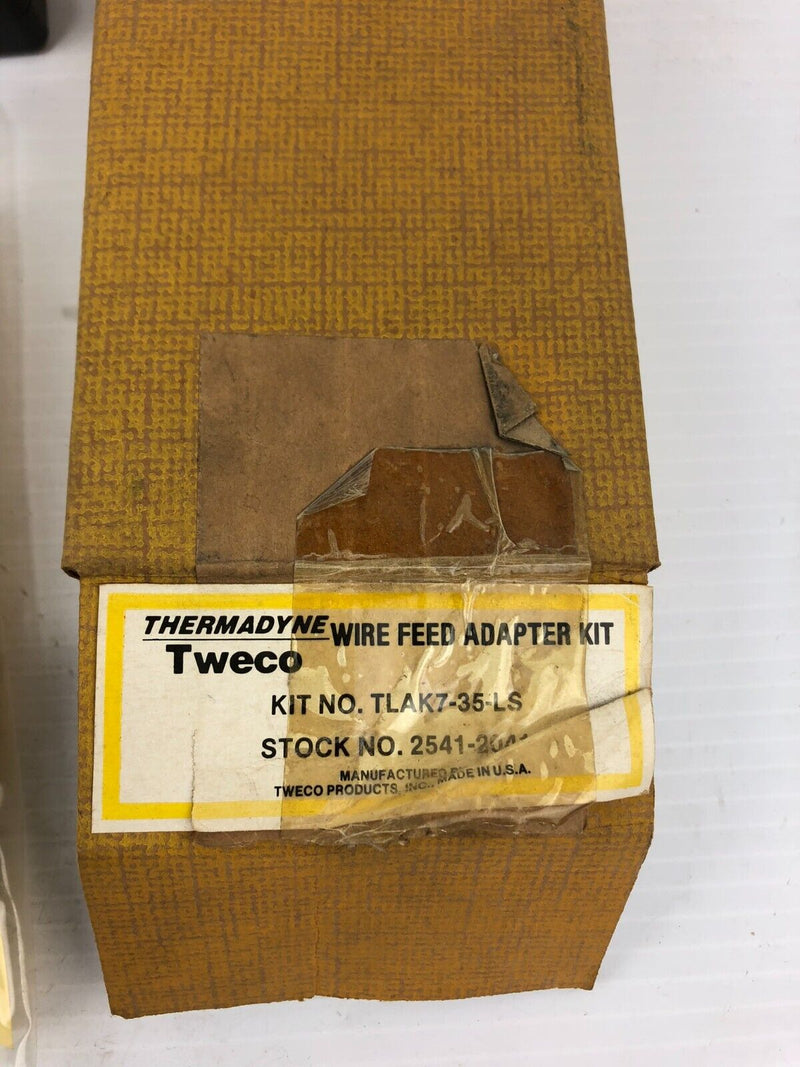 THERMADYNE WIRE FEED ADAPTER KIT
Tweco
KIT NO. TLAK7-35-LS
STOCK NO.
MANUFACTURED BY MADE IN U.S.A.
TWECO PRODUCTS, INC.,